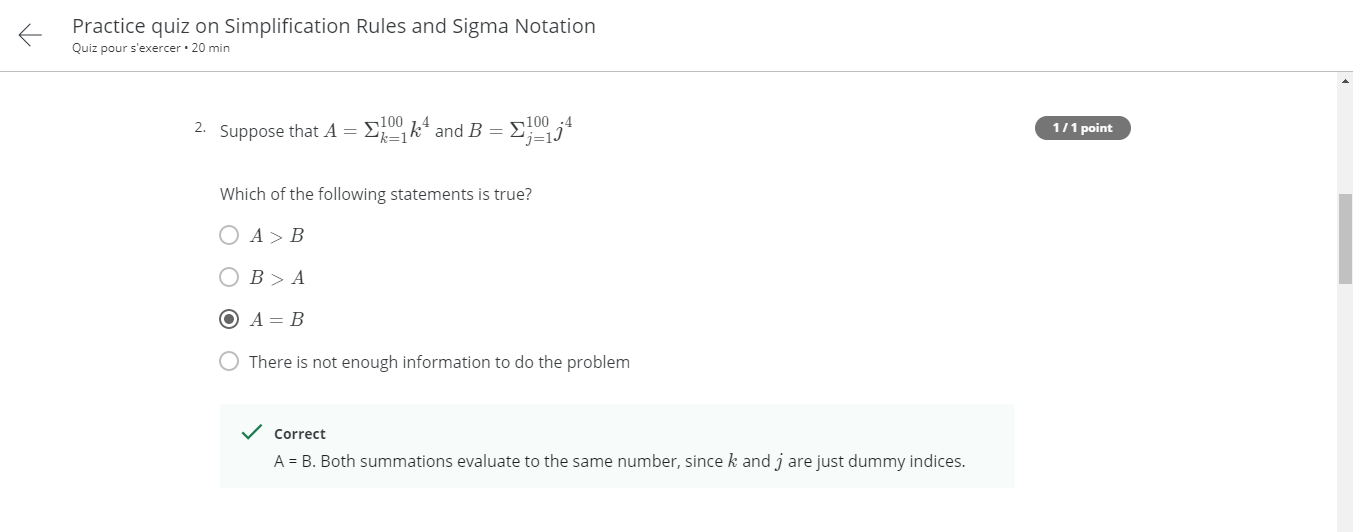 Practice quiz on Simplification Rules and Sigma Notation
Quiz pour s'exercer • 20 min
2. Suppose that A = Σ_{k=1}^{100} k^4 and B = Σ_{j=1}^{100} j^4
1 / 1 point
Which of the following statements is true?
A > B
B > A
A = B
There is not enough information to do the problem
Correct
A = B. Both summations evaluate to the same number, since k and j are just dummy indices.